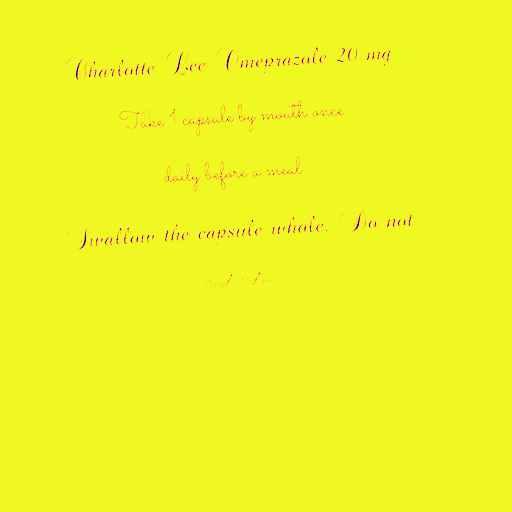 Charlotte Lee Omeprazole 20 mg
Take 1 capsule by mouth once
daily before a meal
Swallow the capsule whole. Do not